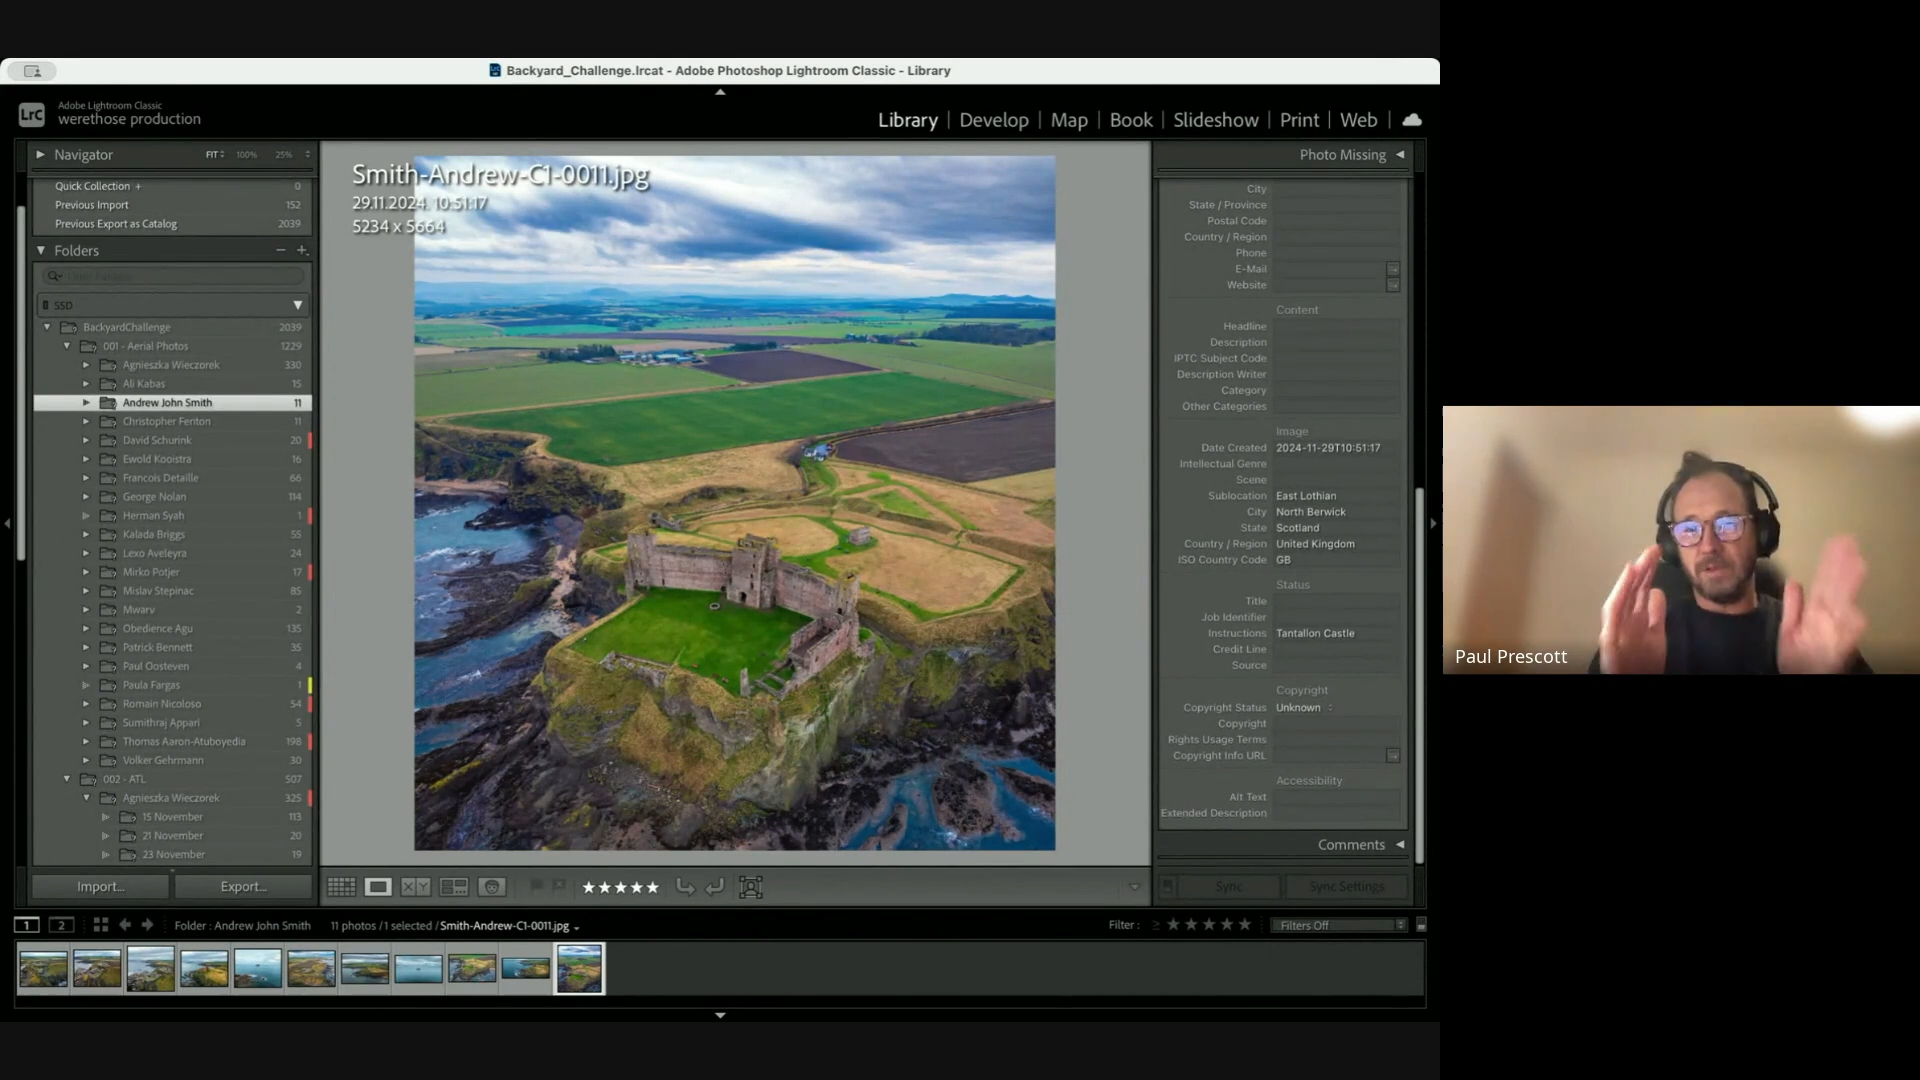 Backyard_Challenge.lrcat - Adobe Photoshop Lightroom Classic - Library
LrC
Adobe Lightroom Classic
werethose production
Library | Develop | Map | Book | Slideshow | Print | Web
Navigator FIT 100% 25%
Quick Collection + 0
Previous Import 152
Previous Export as Catalog 2039
Folders
SSD
BackyardChallenge 2039
001 - Aerial Photos 1229
Agnieszka Wieczorek 330
Ali Kabas 15
Andrew John Smith 11
Christopher Fenton 11
David Schurink 20
Ewold Kooistra 16
Francois Detaille 66
George Nolan 114
Herman Syah 1
Kalada Briggs 55
Lexo Aveleyra 24
Mirko Potjer 17
Mislav Stepinac 85
Mwarv 2
Obedience Agu 135
Patrick Bennett 35
Paul Oosteven 4
Paula Fargas 1
Romain Nicoloso 54
Sumithraj Appari 5
Thomas Aaron-Atuboyedia 198
Volker Gehrmann 30
002 - ATL 507
Agnieszka Wieczorek 325
15 November 113
21 November 20
23 November 19
Import... Export...
Smith-Andrew-C1-0011.jpg
29.11.2024. 10:51:17
5234 x 5664
Photo Missing
City
State / Province
Postal Code
Country / Region
Phone
E-Mail
Website
Content
Headline
Description
IPTC Subject Code
Description Writer
Category
Other Categories
Image
Date Created 2024-11-29T10:51:17
Intellectual Genre
Scene
Sublocation East Lothian
City North Berwick
State Scotland
Country / Region United Kingdom
ISO Country Code GB
Status
Title
Job Identifier
Instructions Tantallon Castle
Credit Line
Source
Copyright
Copyright Status Unknown
Copyright
Rights Usage Terms
Copyright Info URL
Accessibility
Alt Text
Extended Description
Comments
Sync Sync Settings
X Y
1 2 Folder : Andrew John Smith 11 photos / 1 selected / Smith-Andrew-C1-0011.jpg Filter : ≥ Filters Off
Paul Prescott